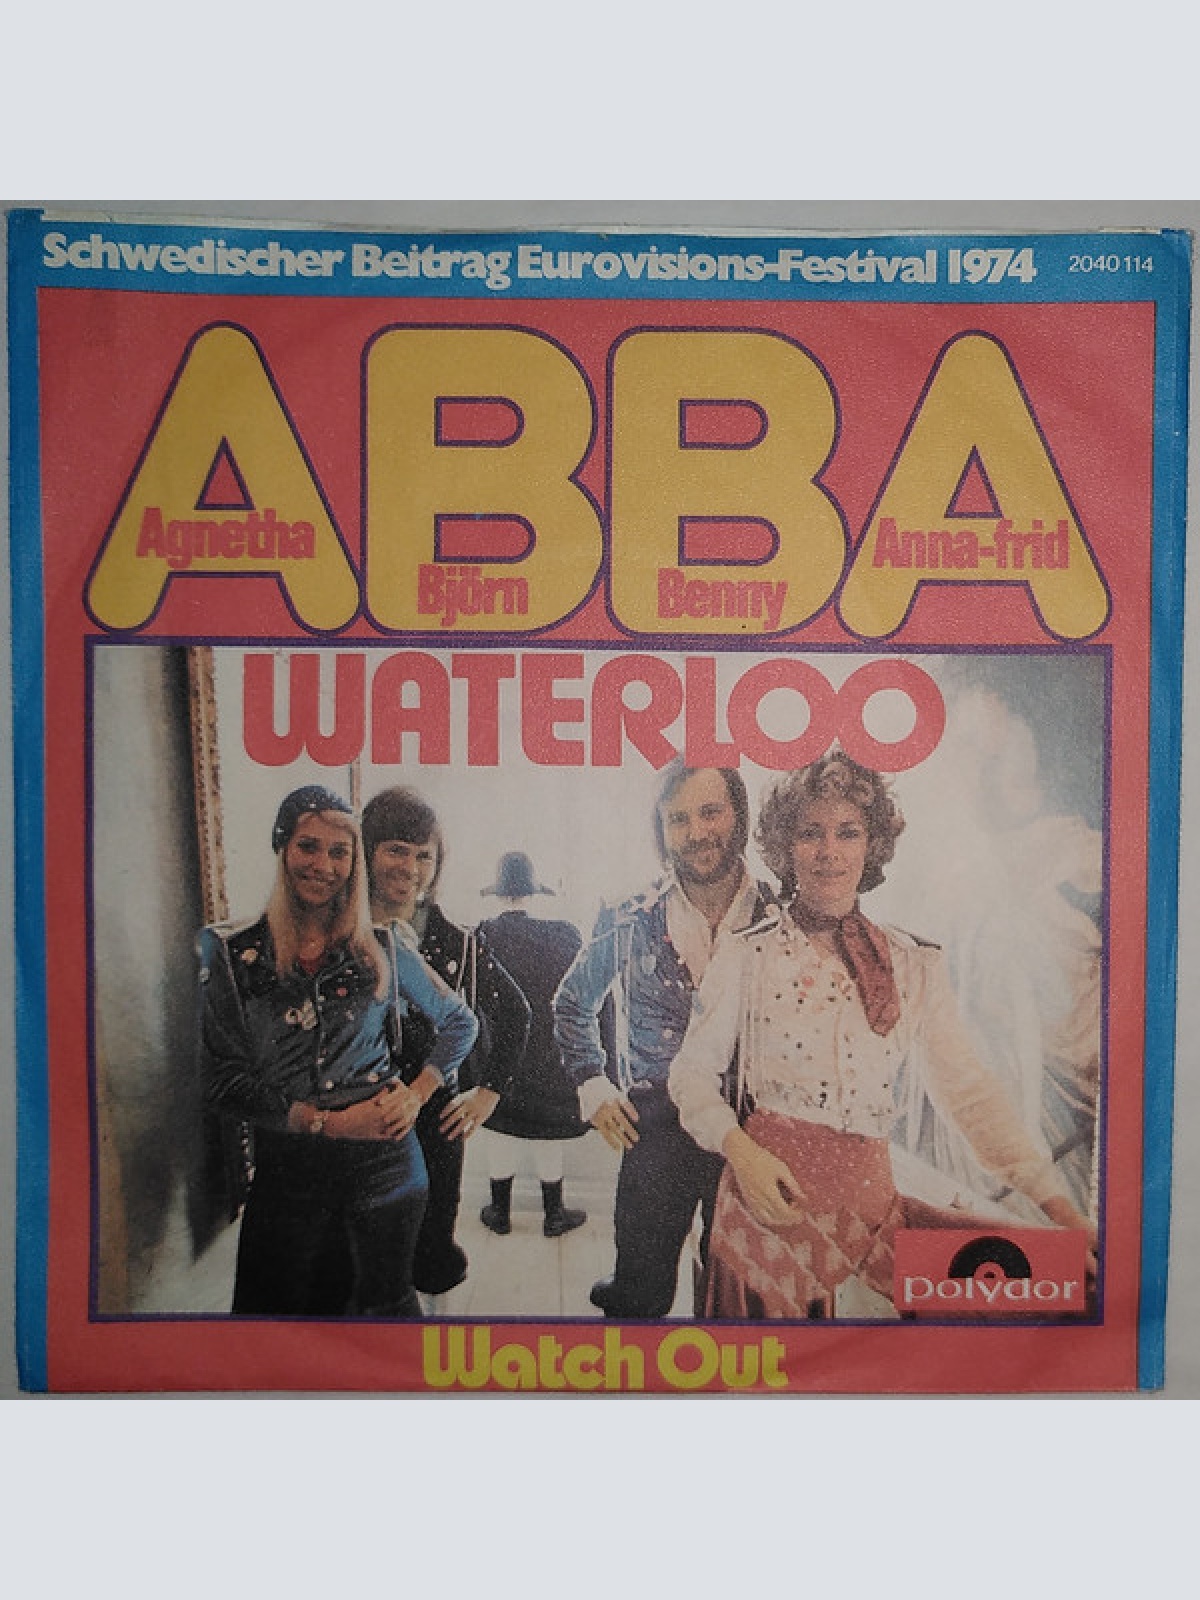 Schwedischer Beitrag Eurovisions-Festival 1974 2040 114
ABBA
Agnetha Björn Benny Anna-frid
WATERLOO
polydor
Watch Out